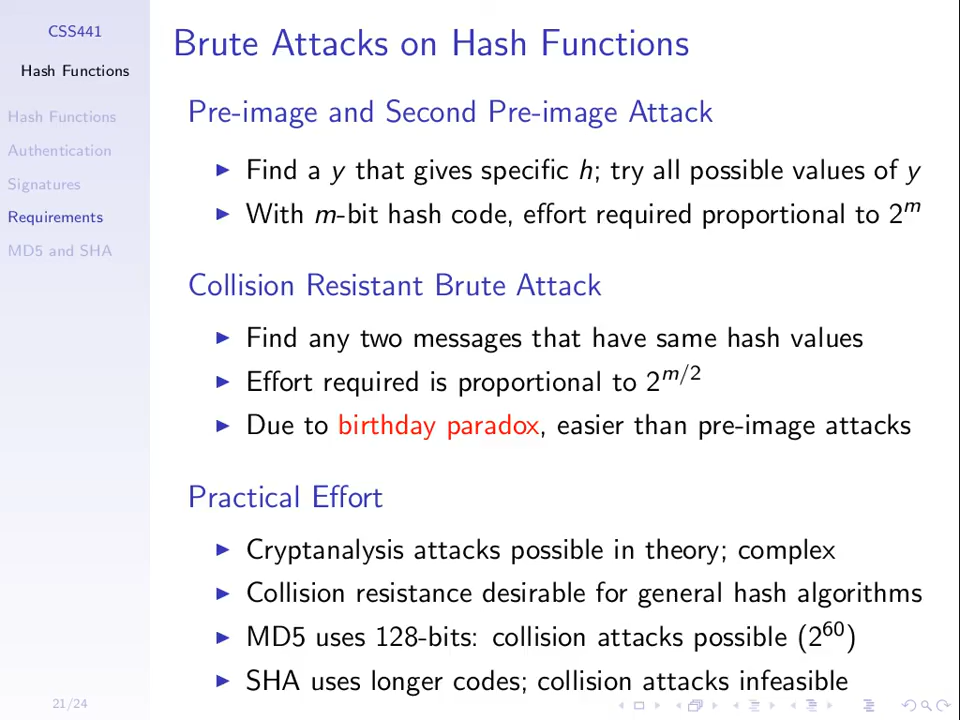 CSS441
Hash Functions
Hash Functions
Authentication
Signatures
Requirements
MD5 and SHA
Brute Attacks on Hash Functions
Pre-image and Second Pre-image Attack
Find a y that gives specific h; try all possible values of y
With m-bit hash code, effort required proportional to 2^m
Collision Resistant Brute Attack
Find any two messages that have same hash values
Effort required is proportional to 2^{m/2}
Due to birthday paradox, easier than pre-image attacks
Practical Effort
Cryptanalysis attacks possible in theory; complex
Collision resistance desirable for general hash algorithms
MD5 uses 128-bits: collision attacks possible (2^{60})
SHA uses longer codes; collision attacks infeasible
21/24